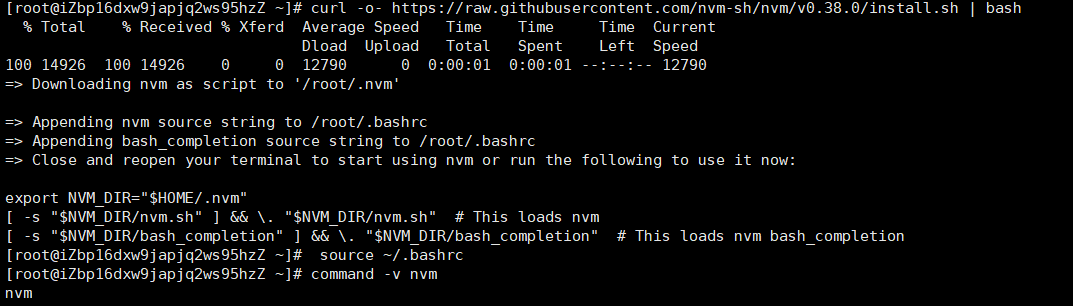 [root@iZbp16dxw9japjq2ws95hzZ ~]# curl -o- https://raw.githubusercontent.com/nvm-sh/nvm/v0.38.0/install.sh | bash
  % Total    % Received % Xferd  Average Speed   Time    Time     Time  Current
                                 Dload  Upload   Total   Spent    Left  Speed
100 14926  100 14926    0     0  12790      0  0:00:01  0:00:01 --:--:-- 12790
=> Downloading nvm as script to '/root/.nvm'

=> Appending nvm source string to /root/.bashrc
=> Appending bash_completion source string to /root/.bashrc
=> Close and reopen your terminal to start using nvm or run the following to use it now:

export NVM_DIR="$HOME/.nvm"
[ -s "$NVM_DIR/nvm.sh" ] && \. "$NVM_DIR/nvm.sh"  # This loads nvm
[ -s "$NVM_DIR/bash_completion" ] && \. "$NVM_DIR/bash_completion"  # This loads nvm bash_completion
[root@iZbp16dxw9japjq2ws95hzZ ~]#  source ~/.bashrc
[root@iZbp16dxw9japjq2ws95hzZ ~]# command -v nvm
nvm